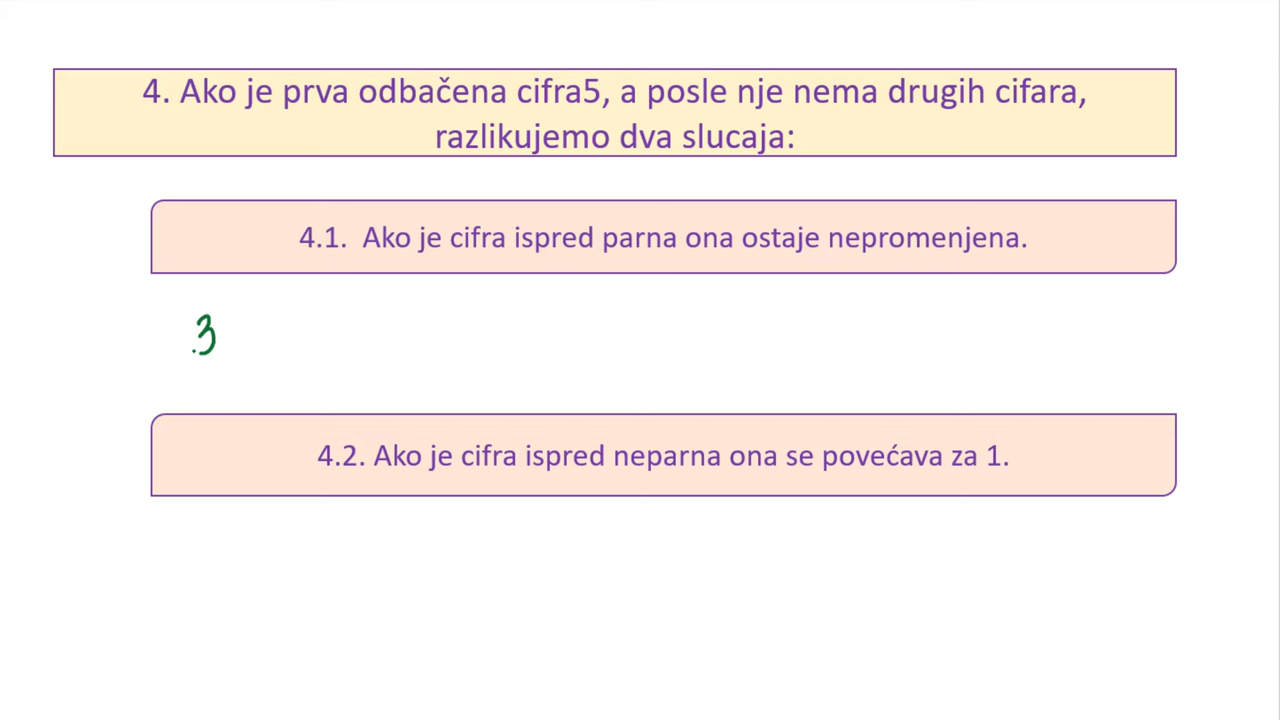 4. Ako je prva odbačena cifra5, a posle nje nema drugih cifara,
razlikujemo dva slucaja:
4.1. Ako je cifra ispred parna ona ostaje nepromenjena.
.3
4.2. Ako je cifra ispred neparna ona se povećava za 1.